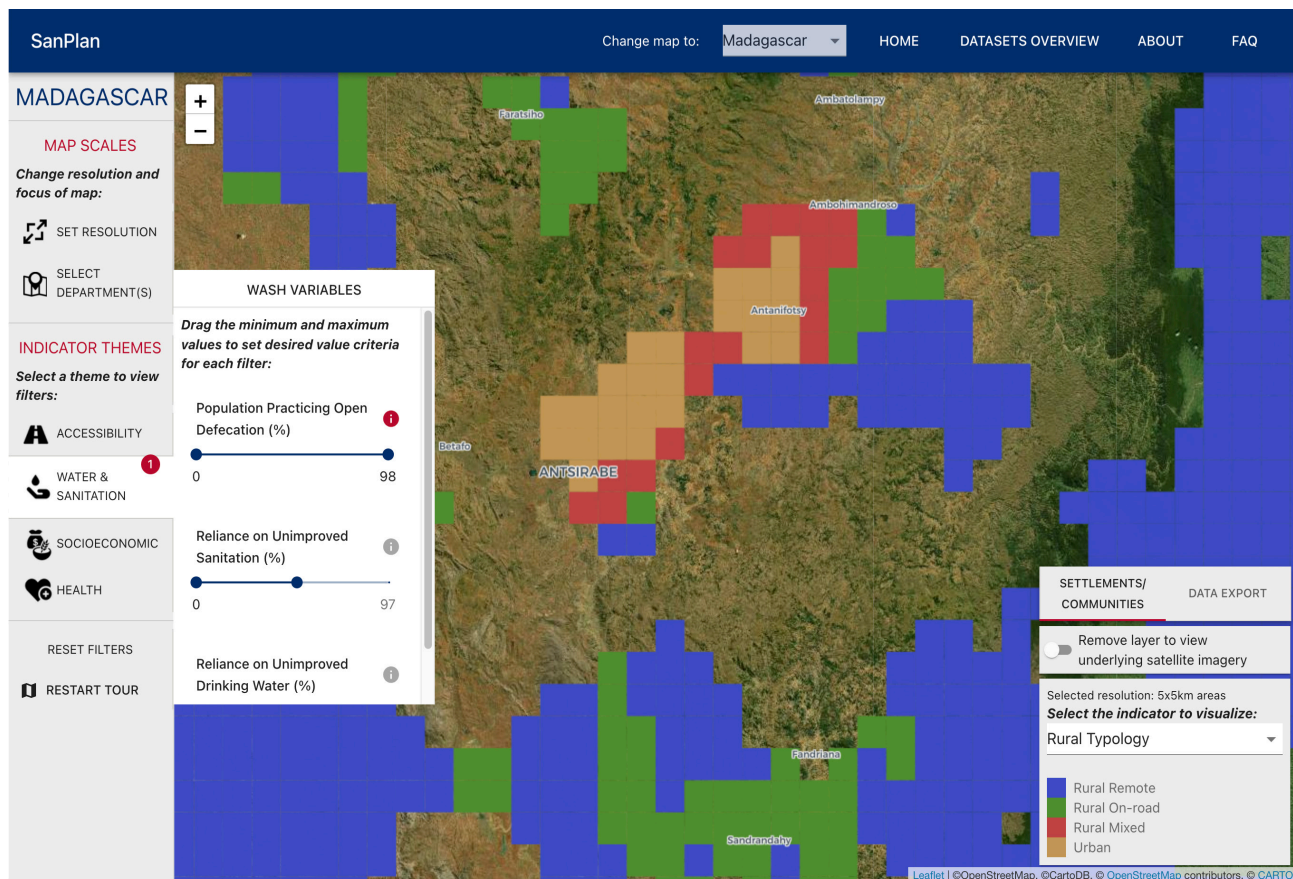 SanPlan
Change map to:
Madagascar
HOME
DATASETS OVERVIEW
ABOUT
FAQ
MADAGASCAR
MAP SCALES
Change resolution and
focus of map:
SET RESOLUTION
SELECT
DEPARTMENT(S)
INDICATOR THEMES
Select a theme to view
filters:
ACCESSIBILITY
1
WATER &
SANITATION
SOCIOECONOMIC
HEALTH
RESET FILTERS
RESTART TOUR
+
−
WASH VARIABLES
Drag the minimum and maximum
values to set desired value criteria
for each filter:
Population Practicing Open
Defecation (%)
i
0
98
Reliance on Unimproved
Sanitation (%)
i
0
97
Reliance on Unimproved
Drinking Water (%)
i
Faratsiho
Ambatolampy
Ambohimandroso
Antanifotsy
Betafo
ANTSIRABE
Fandriana
Sandrandahy
SETTLEMENTS/
COMMUNITIES
DATA EXPORT
Remove layer to view
underlying satellite imagery
Selected resolution: 5x5km areas
Select the indicator to visualize:
Rural Typology
Rural Remote
Rural On-road
Rural Mixed
Urban
Leaflet | ©OpenStreetMap, ©CartoDB, © OpenStreetMap contributors, © CARTO